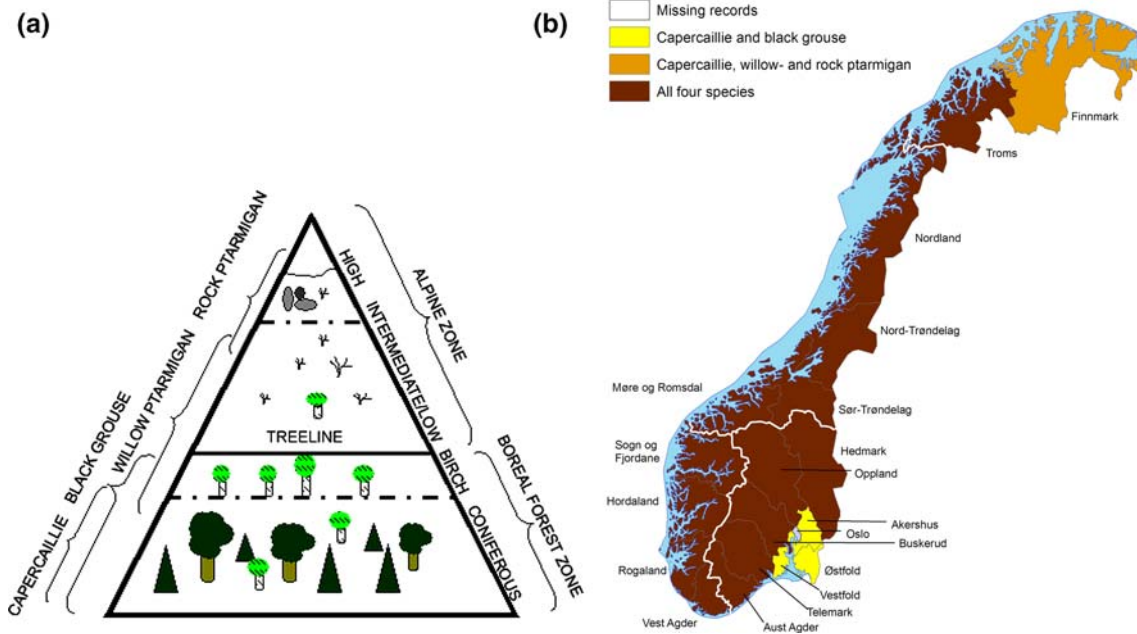 (a)
CAPERCAILLIE
BLACK GROUSE
WILLOW PTARMIGAN
ROCK PTARMIGAN
HIGH
INTERMEDIATE/LOW
BIRCH
CONIFEROUS
ALPINE ZONE
BOREAL FOREST ZONE
TREELINE
(b)
Missing records
Capercaillie and black grouse
Capercaillie, willow- and rock ptarmigan
All four species
Finnmark
Troms
Nordland
Nord-Trøndelag
Møre og Romsdal
Sør-Trøndelag
Sogn og
Fjordane
Hedmark
Oppland
Hordaland
Akershus
Oslo
Buskerud
Rogaland
Østfold
Vestfold
Telemark
Vest Agder
Aust Agder